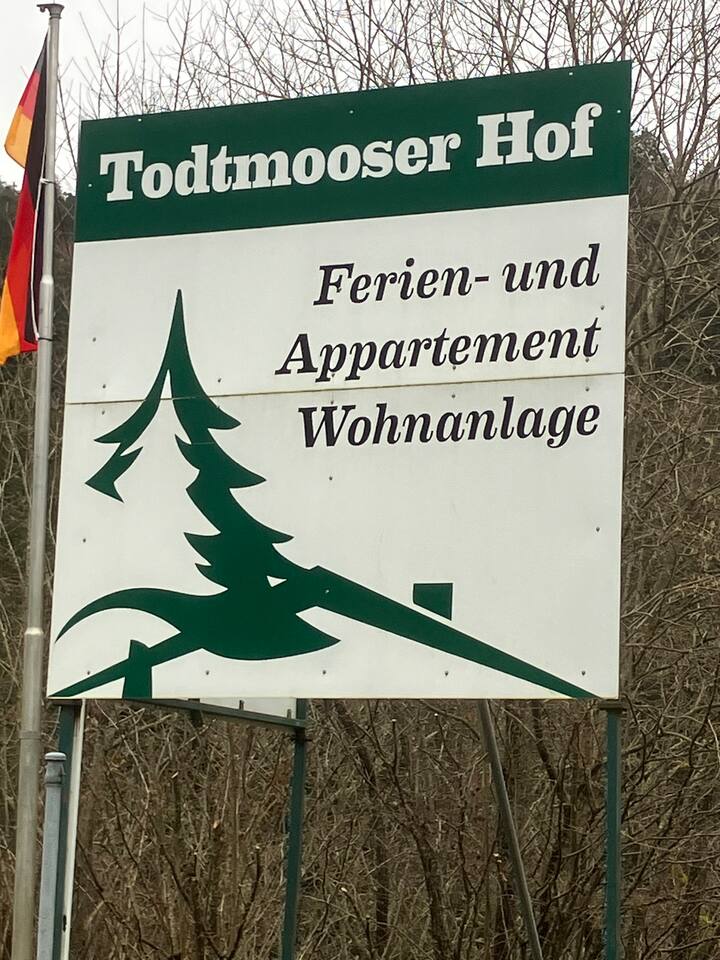 Todtmooser Hof
Ferien- und
Appartement
Wohnanlage